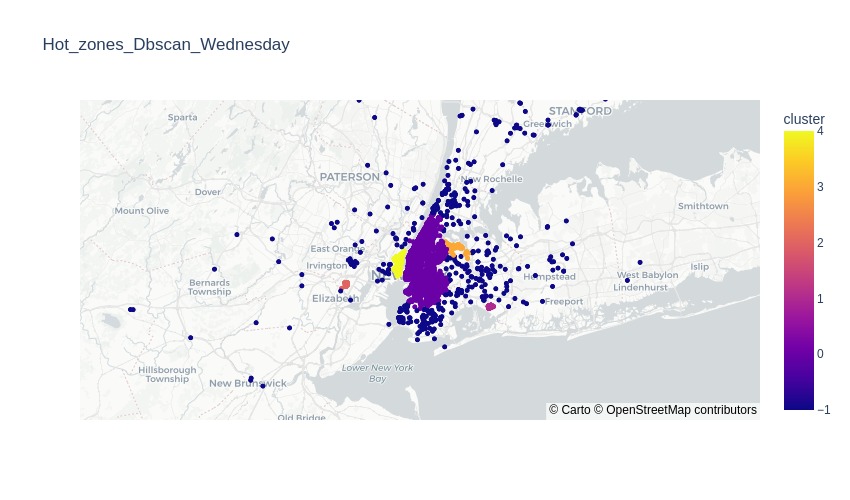 Hot_zones_Dbscan_Wednesday
cluster
4
3
2
1
0
−1
Sparta
STAMFORD
Greenwich
PATERSON
New Rochelle
Dover
Mount Olive
Smithtown
East Orange
Irvington
Islip
West Babylon
Hempstead
Bernards
Township
Lindenhurst
Elizabeth
Freeport
Lower New York
Bay
Hillsborough
Township
New Brunswick
Old Bridge
© Carto © OpenStreetMap contributors